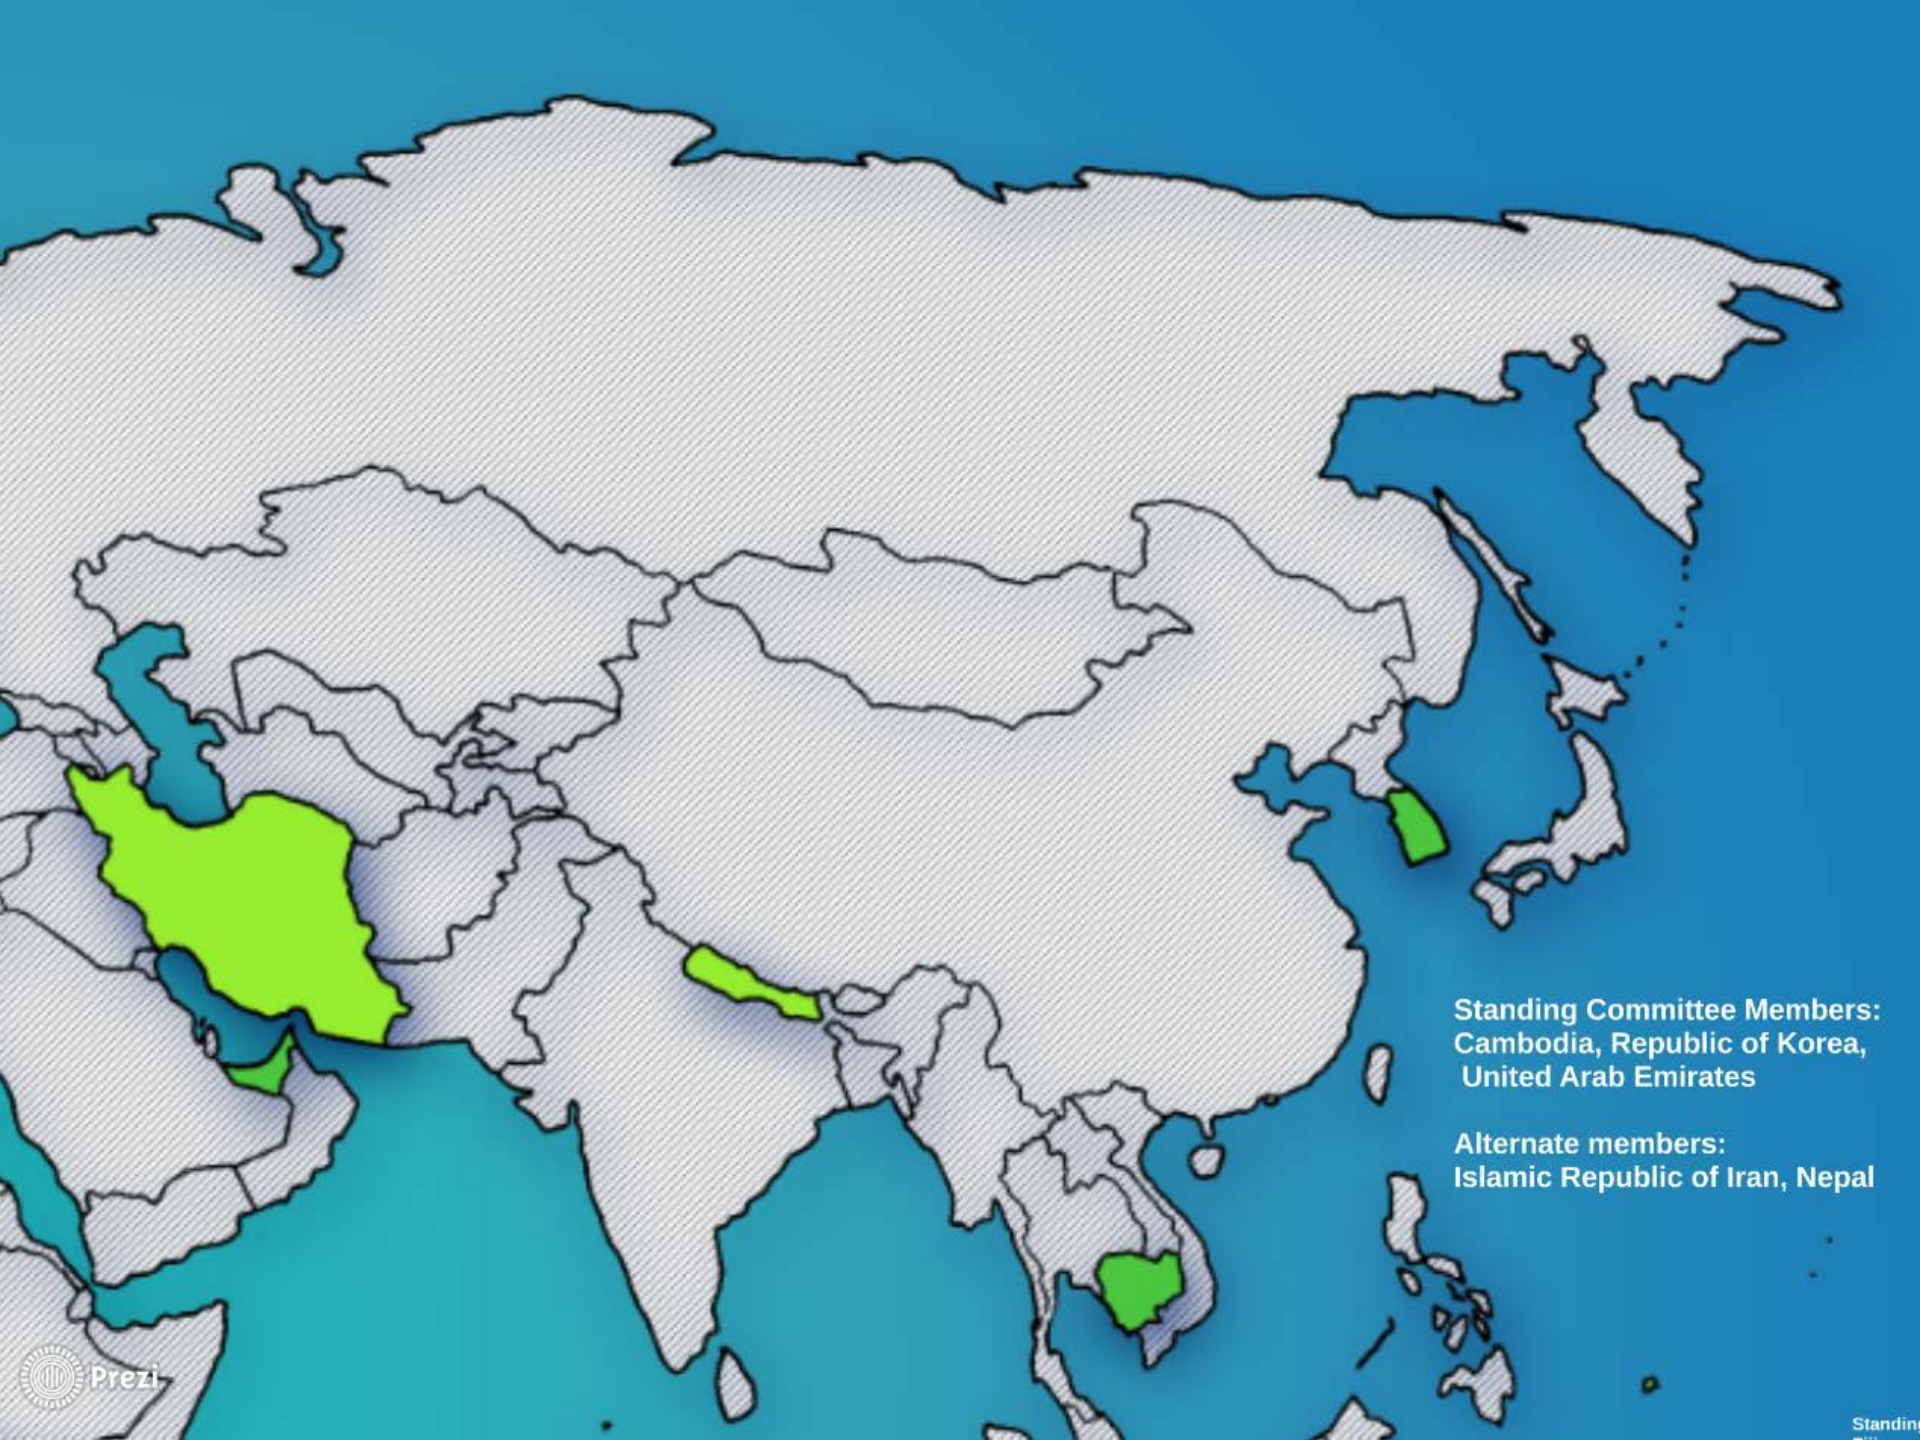 Standing Committee Members:
Cambodia, Republic of Korea,
United Arab Emirates
Alternate members:
Islamic Republic of Iran, Nepal
Prezi